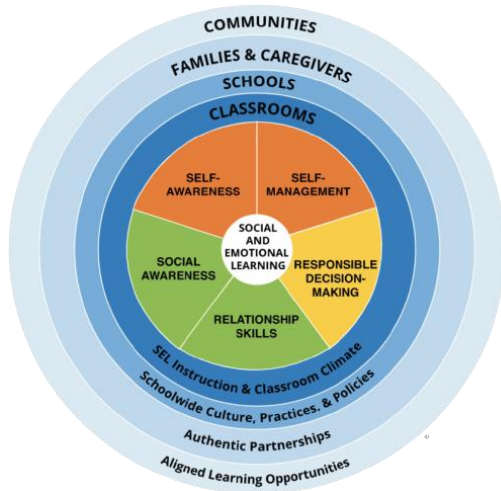 COMMUNITIES
FAMILIES & CAREGIVERS
SCHOOLS
CLASSROOMS
SELF-
AWARENESS
SELF-
MANAGEMENT
SOCIAL
AND
EMOTIONAL
LEARNING
SOCIAL
AWARENESS
RESPONSIBLE
DECISION-
MAKING
RELATIONSHIP
SKILLS
SEL Instruction & Classroom Climate
Schoolwide Culture, Practices, & Policies
Authentic Partnerships
Aligned Learning Opportunities
©